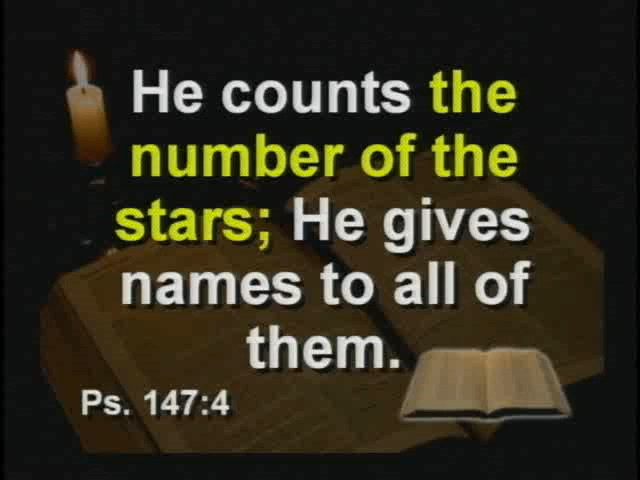 He counts the
number of the
stars; He gives
names to all of
them.
Ps. 147:4